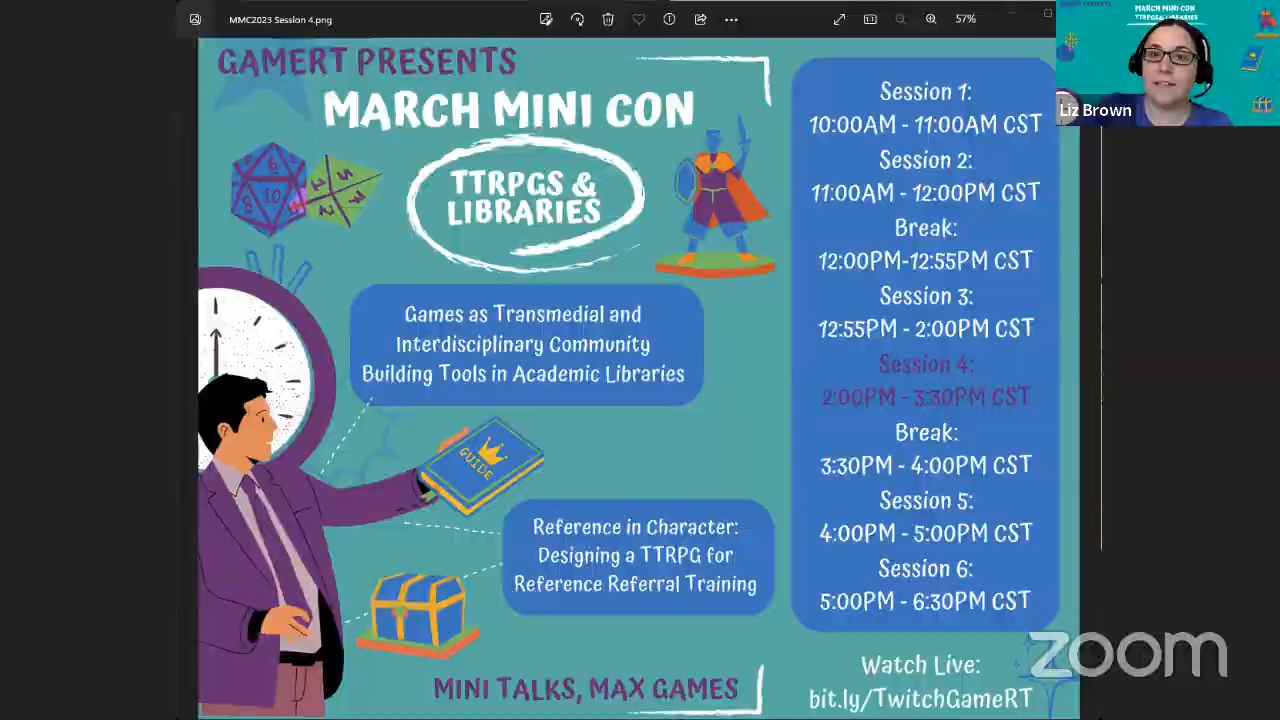 MMC2023 Session 4.png
57%
GAMERT PRESENTS
MARCH MINI CON
TTRPGS &
LIBRARIES
Games as Transmedial and
Interdisciplinary Community
Building Tools in Academic Libraries
GUIDE
Reference in Character:
Designing a TTRPG for
Reference Referral Training
MINI TALKS, MAX GAMES
Session 1:
10:00AM - 11:00AM CST
Session 2:
11:00AM - 12:00PM CST
Break:
12:00PM-12:55PM CST
Session 3:
12:55PM - 2:00PM CST
Session 4:
2:00PM - 3:30PM CST
Break:
3:30PM - 4:00PM CST
Session 5:
4:00PM - 5:00PM CST
Session 6:
5:00PM - 6:30PM CST
Watch Live:
bit.ly/TwitchGameRT
MARCH MINI CON
TTRPGS & LIBRARIES
Liz Brown
zoom